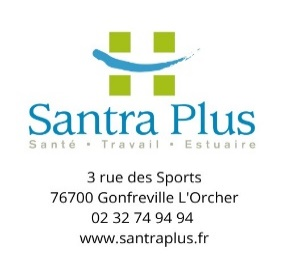 Santra Plus
Santé • Travail • Estuaire
3 rue des Sports
76700 Gonfreville L'Orcher
02 32 74 94 94
www.santraplus.fr